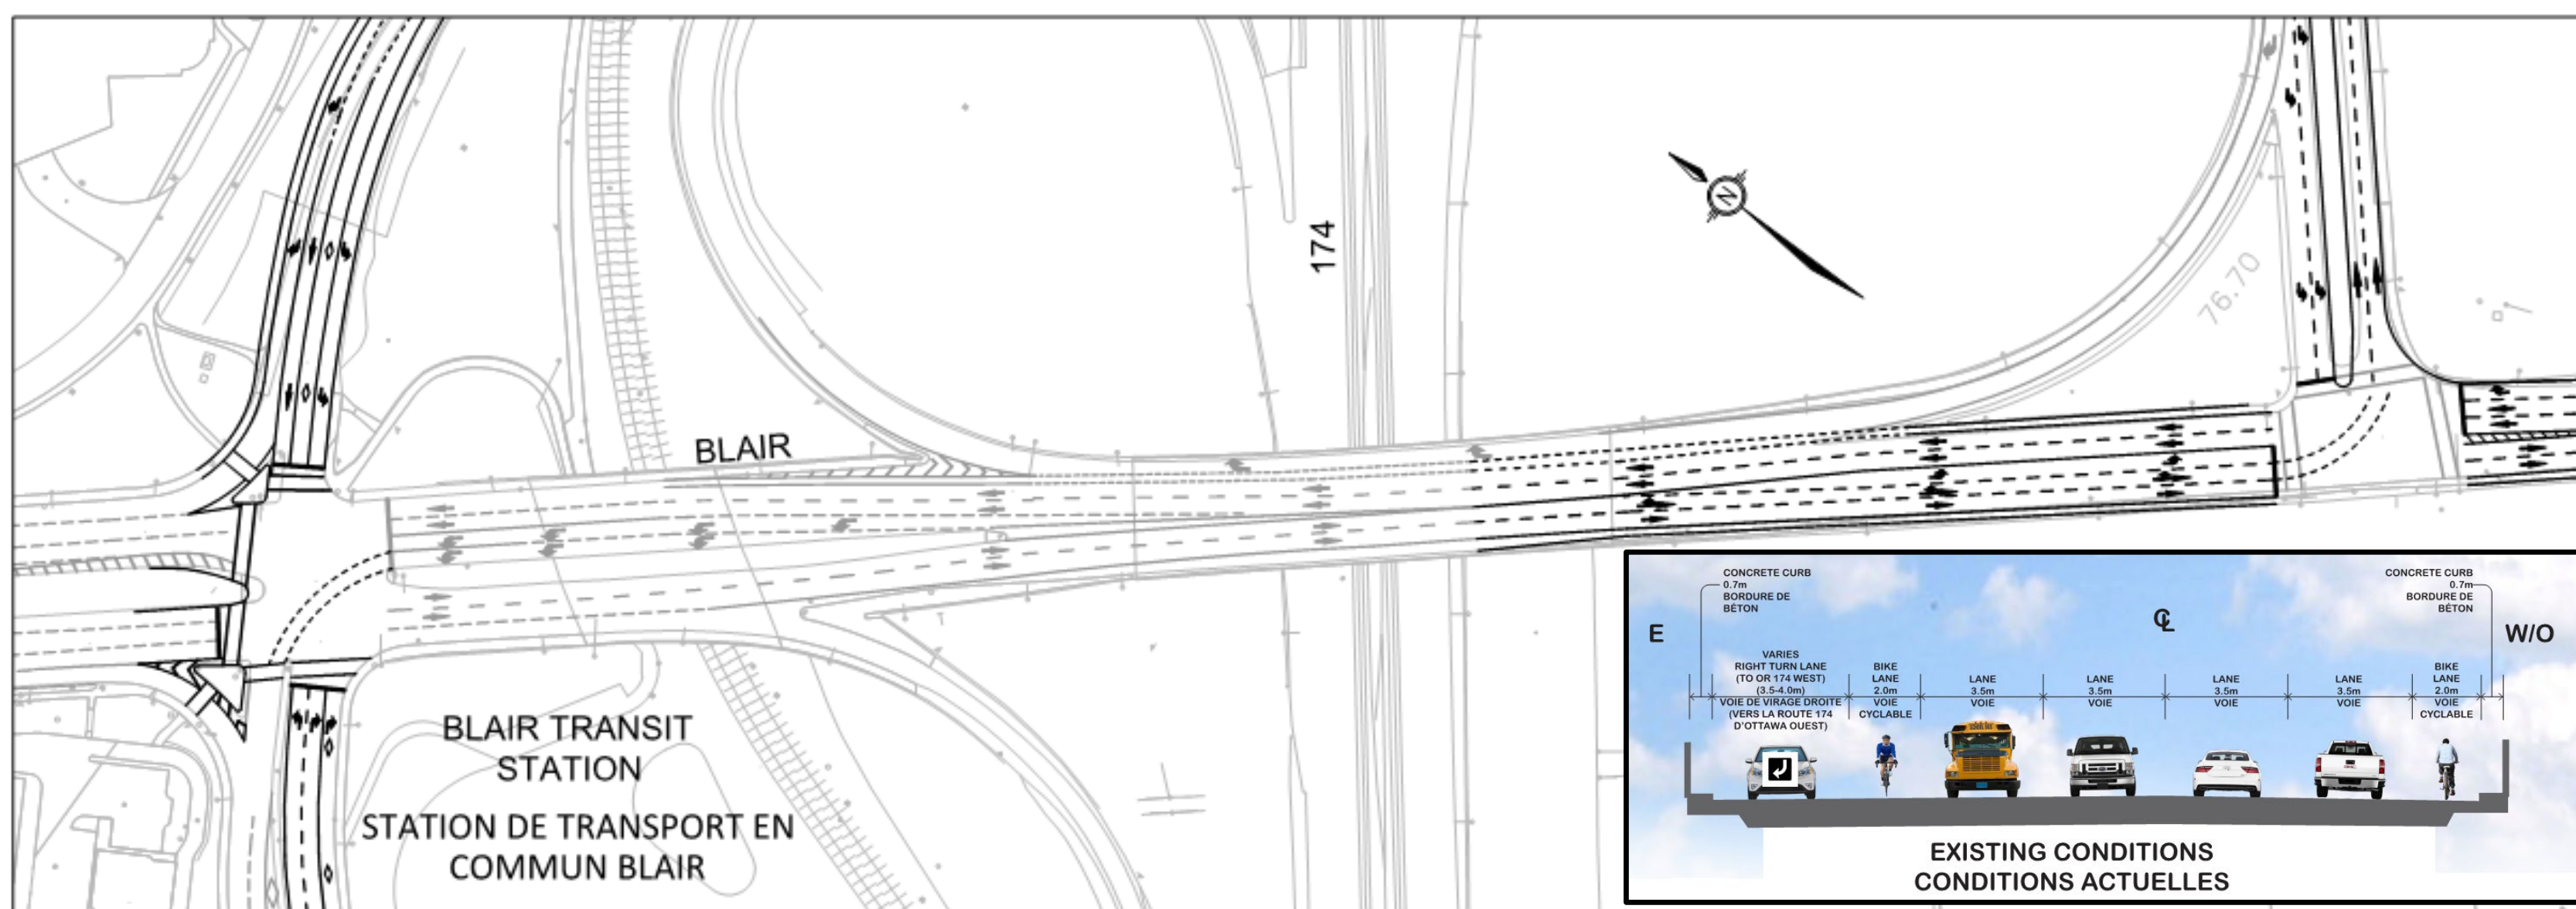 N
174
76.70
BLAIR
BLAIR TRANSIT
STATION
STATION DE TRANSPORT EN
COMMUN BLAIR
CONCRETE CURB
0.7m
BORDURE DE
BÉTON
CONCRETE CURB
0.7m
BORDURE DE
BÉTON
E
℄
W/O
VARIES
RIGHT TURN LANE
(TO OR 174 WEST)
(3.5-4.0m)
VOIE DE VIRAGE DROITE
(VERS LA ROUTE 174
D'OTTAWA OUEST)
BIKE
LANE
2.0m
VOIE
CYCLABLE
LANE
3.5m
VOIE
LANE
3.5m
VOIE
LANE
3.5m
VOIE
LANE
3.5m
VOIE
BIKE
LANE
2.0m
VOIE
CYCLABLE
EXISTING CONDITIONS
CONDITIONS ACTUELLES